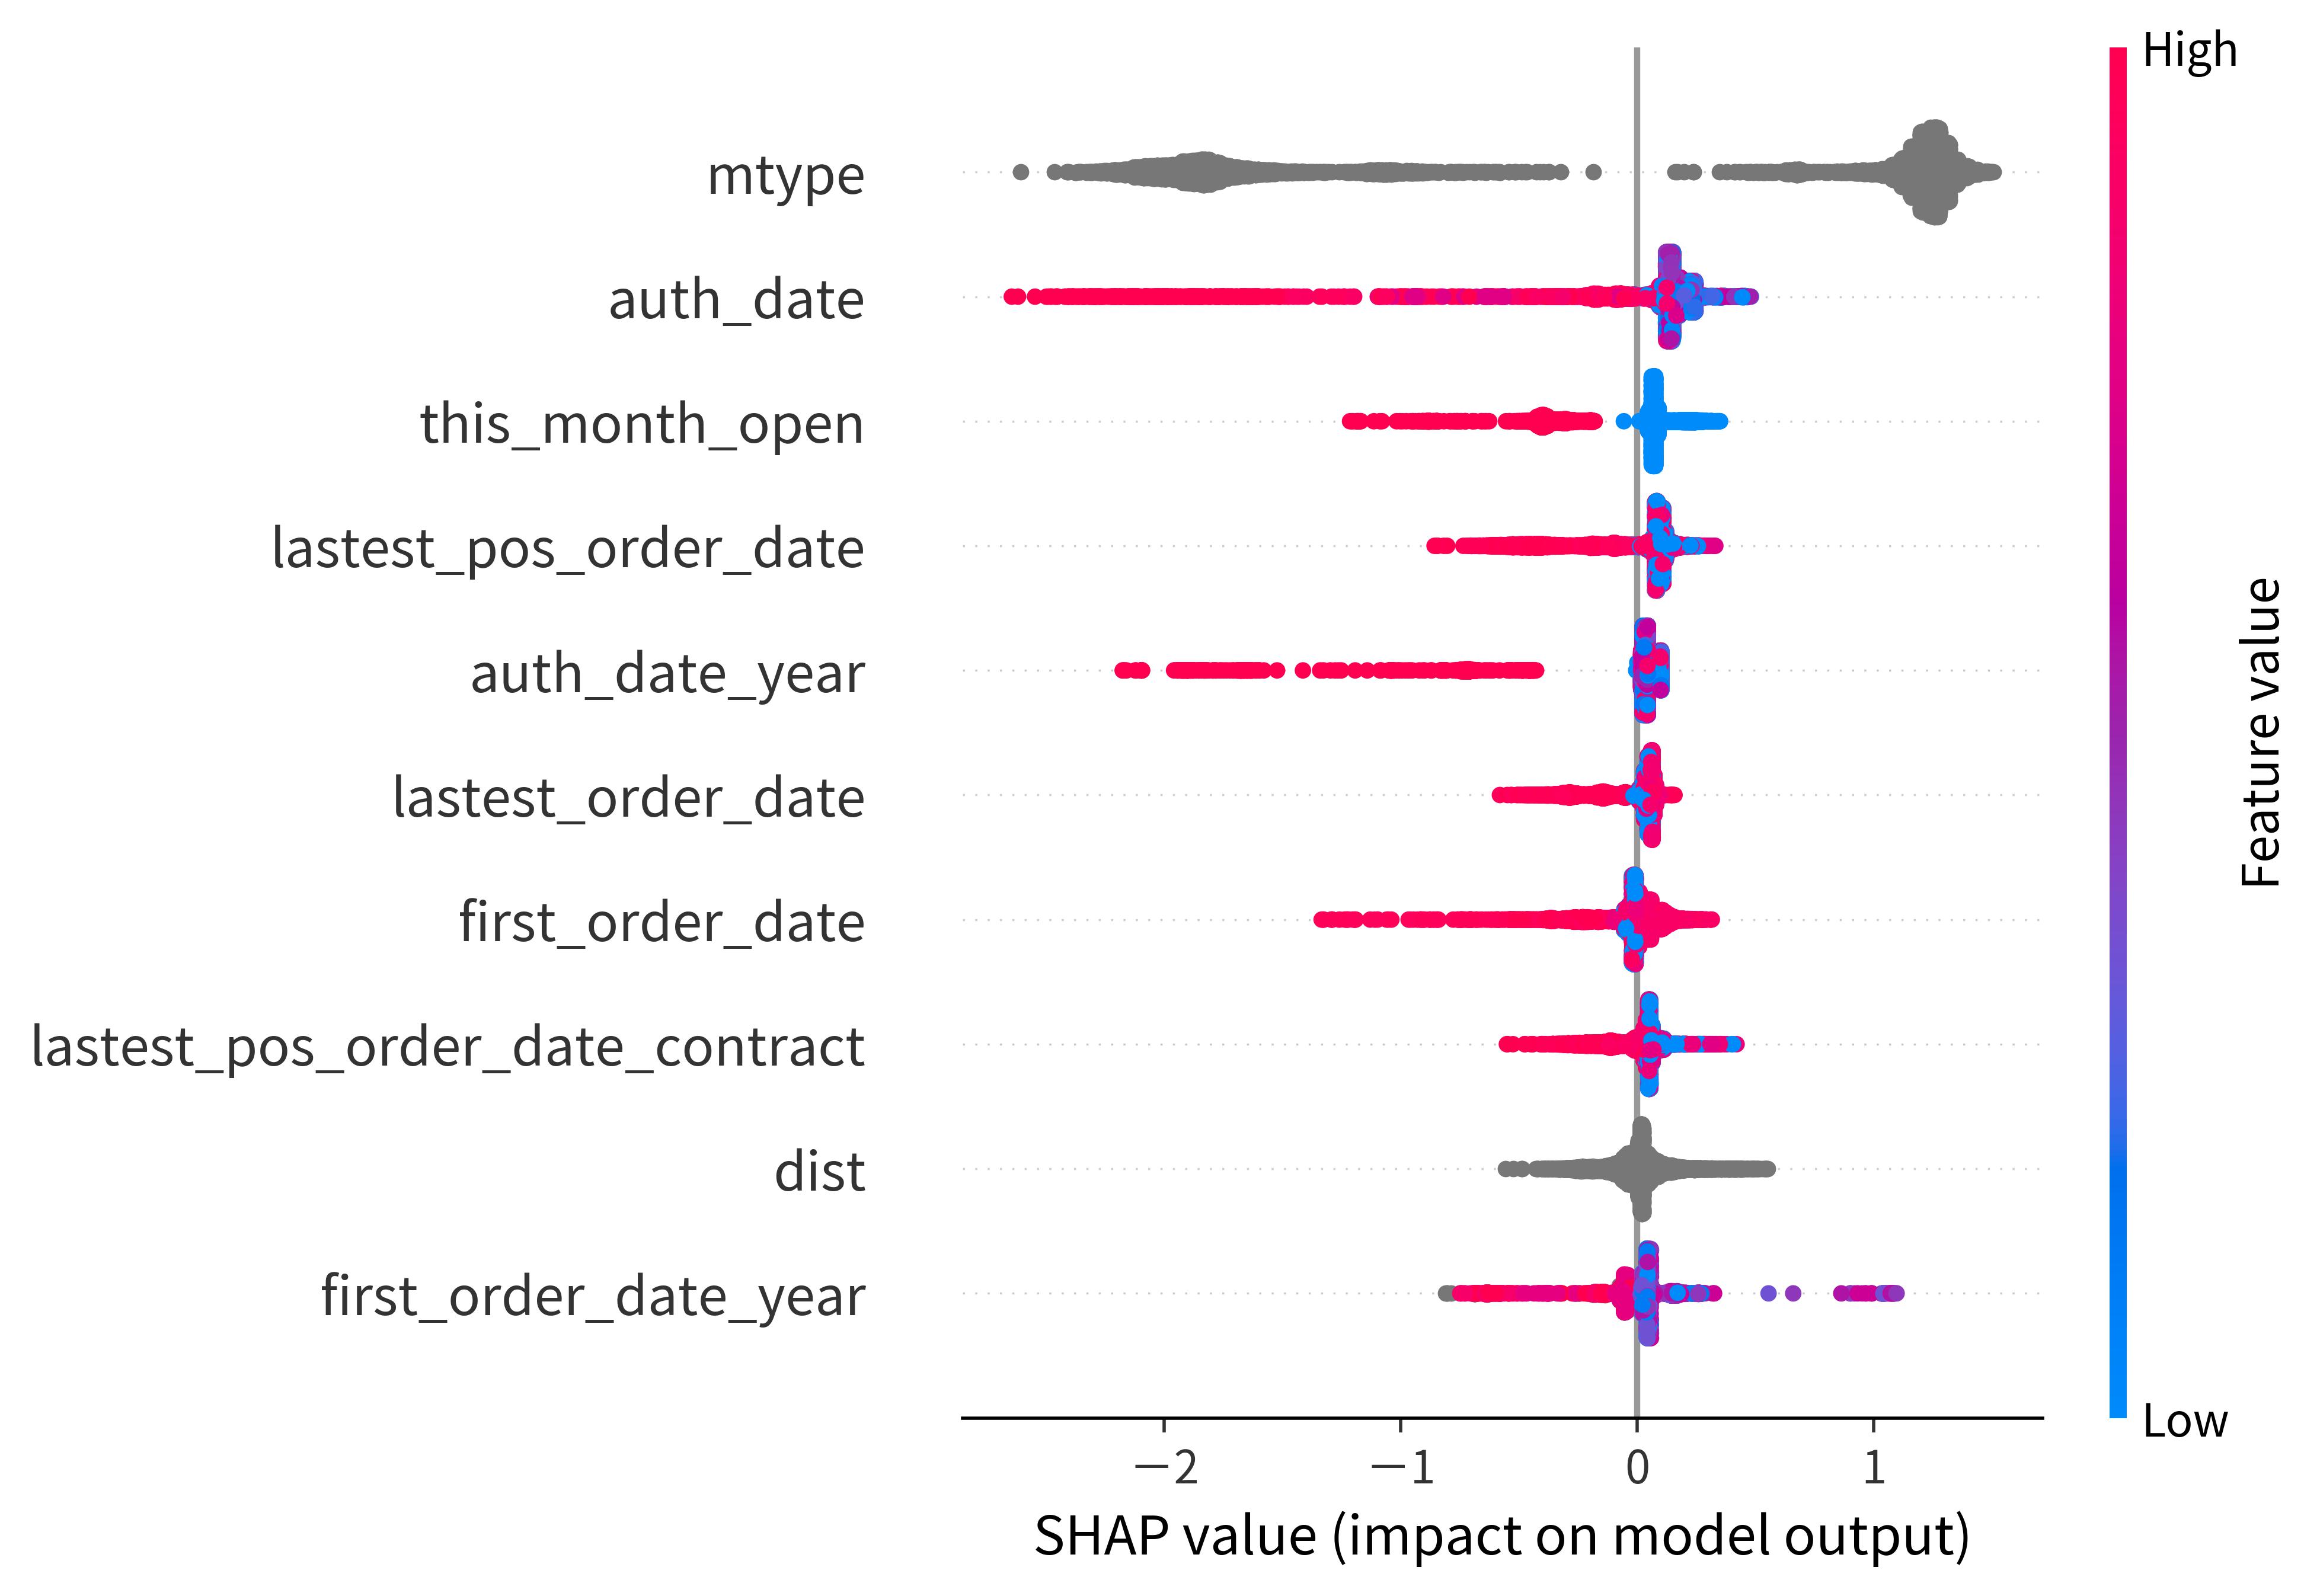 High
mtype
auth_date
this_month_open
lastest_pos_order_date
auth_date_year
lastest_order_date
first_order_date
lastest_pos_order_date_contract
dist
first_order_date_year
Feature value
Low
−2 −1 0 1
SHAP value (impact on model output)